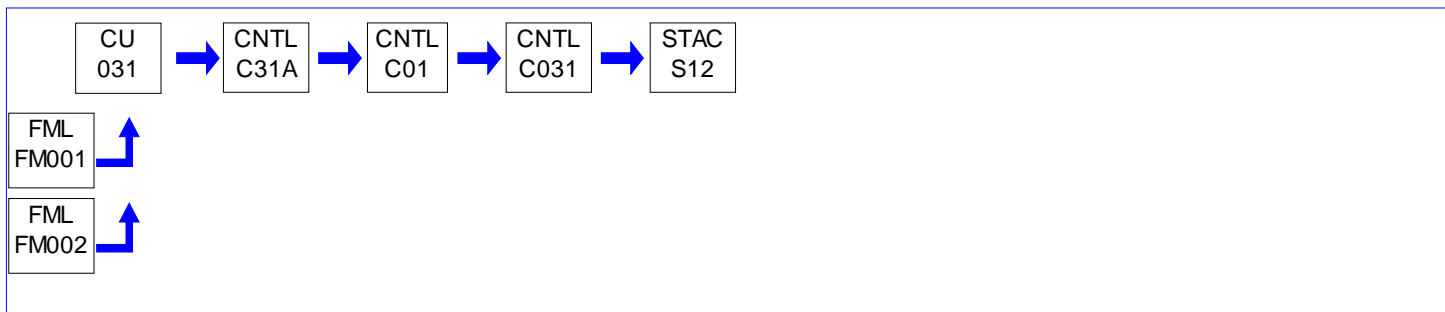 CU
031
CNTL
C31A
CNTL
C01
CNTL
C031
STAC
S12
FML
FM001
FML
FM002